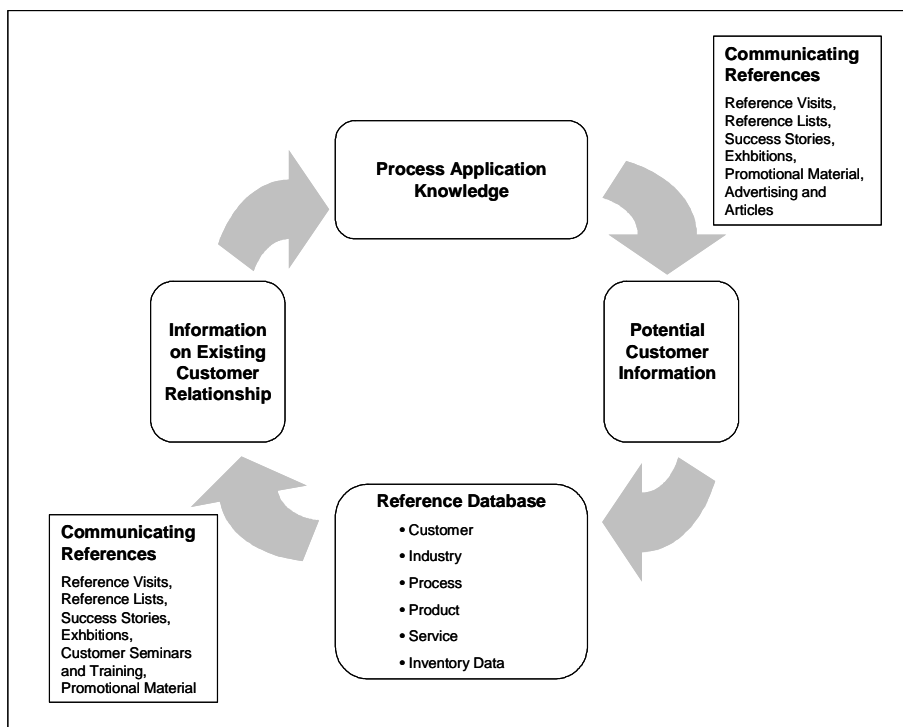 Communicating
References
Reference Visits,
Reference Lists,
Success Stories,
Exhbitions,
Promotional Material,
Advertising and
Articles
Process Application
Knowledge
Information
on Existing
Customer
Relationship
Potential
Customer
Information
Reference Database
• Customer
• Industry
• Process
• Product
• Service
• Inventory Data
Communicating
References
Reference Visits,
Reference Lists,
Success Stories,
Exhbitions,
Customer Seminars
and Training,
Promotional Material